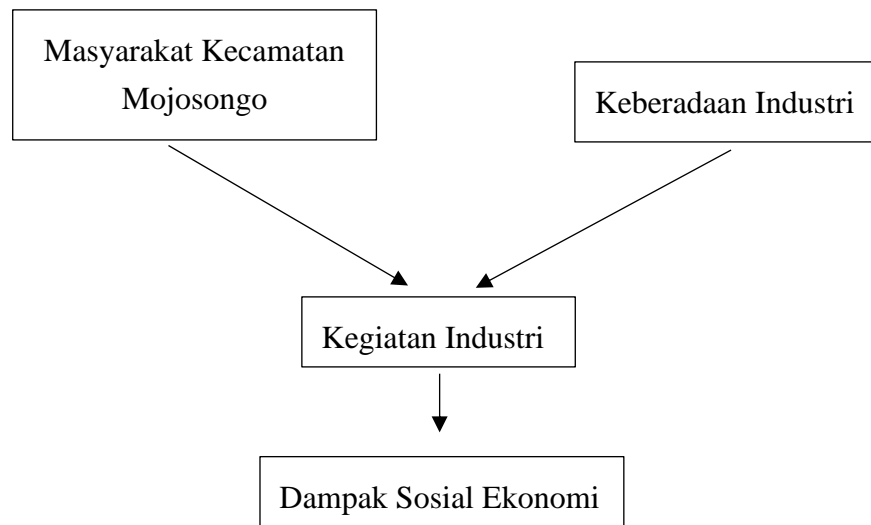 Masyarakat Kecamatan
Mojosongo
Keberadaan Industri
Kegiatan Industri
Dampak Sosial Ekonomi